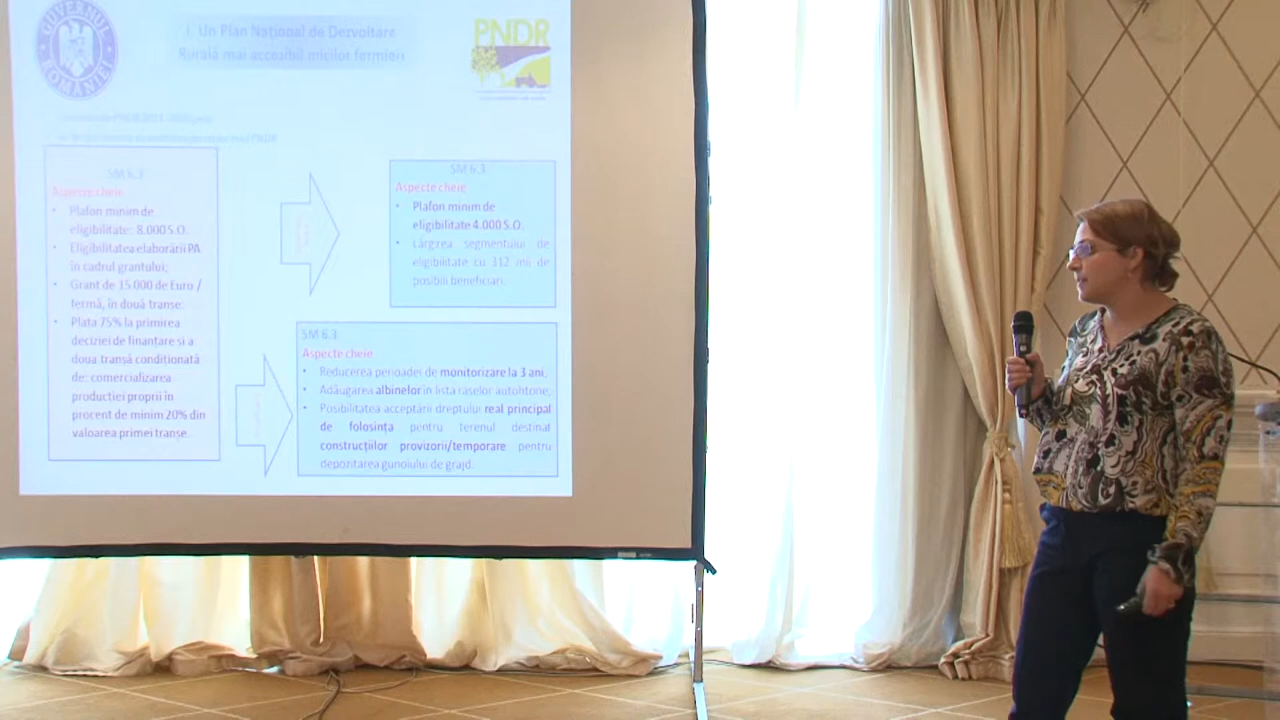 GUVERNUL ROMÂNIEI
I. Un Plan Național de Dezvoltare
Rurală mai accesibil micilor fermieri
PNDR
SM 6.3
Aspecte cheie
• Plafon minim de
eligibilitate: 8.000 S.O.
• Eligibilitatea elaborării PA
în cadrul grantului;
• Grant de 15.000 de Euro /
fermă, în două tranșe.
• Plata 75% la primirea
deciziei de finanțare si a
doua transă condiționată
de: comercializarea
producției proprii în
procent de minim 20% din
valoarea primei tranșe.
SM 6.3
Aspecte cheie
• Plafon minim de
eligibilitate 4.000 S.O.
• Lărgirea segmentului de
eligibilitate cu 312 mii de
posibili beneficiari.
SM 6.3
Aspecte cheie
• Reducerea perioadei de monitorizare la 3 ani,
• Adăugarea albinelor în lista raselor autohtone;
• Posibilitatea acceptării dreptului real principal
de folosința pentru terenul destinat
construcțiilor provizorii/temporare pentru
depozitarea gunoiului de grajd.